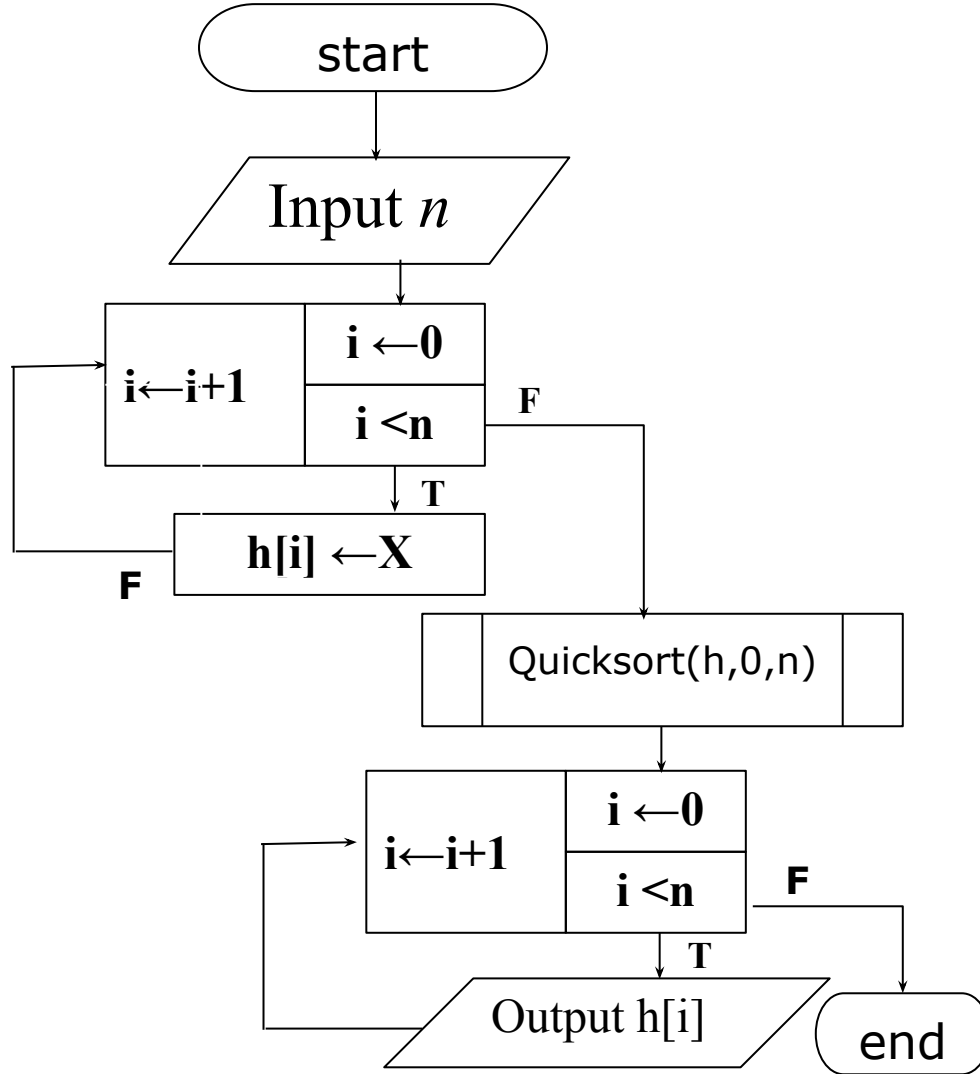 start
Input n
i←i+1
i ←0
i <n
F
T
h[i] ←X
F
Quicksort(h,0,n)
i←i+1
i ←0
i <n
F
T
Output h[i]
end